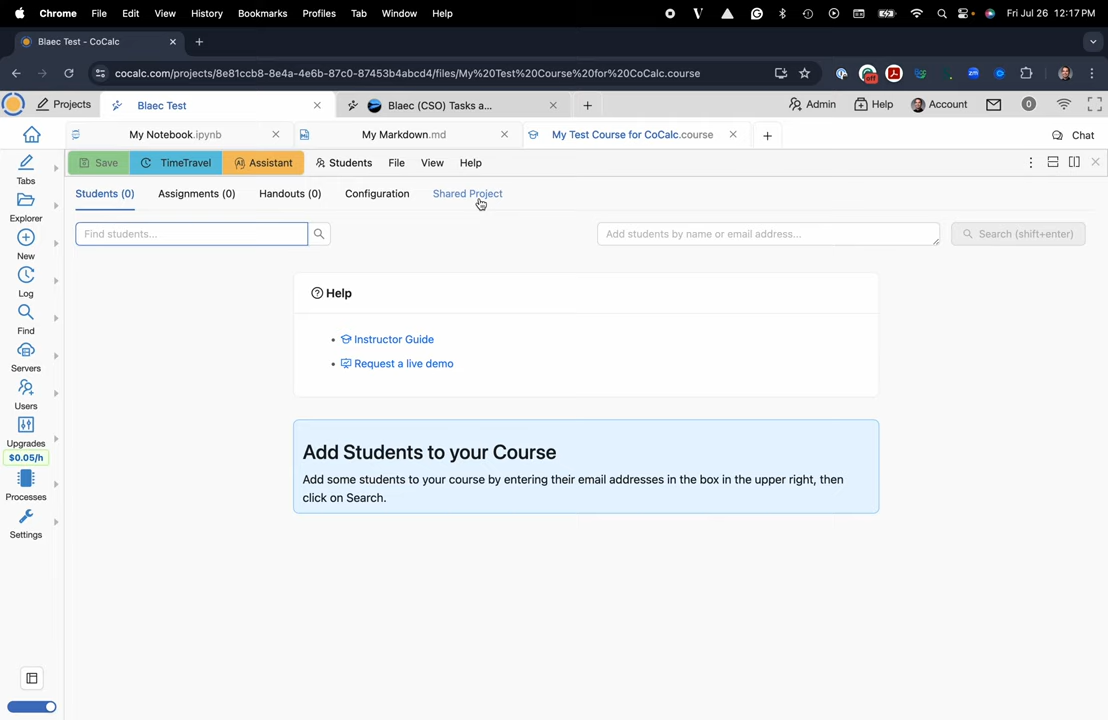 Chrome File Edit View History Bookmarks Profiles Tab Window Help Fri Jul 26 12:17 PM
Blaec Test - CoCalc
cocalc.com/projects/8e81ccb8-8e4a-4e6b-87c0-87453b4abcd4/files/My%20Test%20Course%20for%20CoCalc.course
off
Projects Blaec Test Blaec (CSO) Tasks a... Admin Help Account 0
My Notebook.ipynb My Markdown.md My Test Course for CoCalc.course Chat
Save TimeTravel Assistant Students File View Help
Students (0) Assignments (0) Handouts (0) Configuration Shared Project
Find students... Add students by name or email address... Search (shift+enter)
Tabs
Explorer
New
Log
Find
Servers
Users
Upgrades
$0.05/h
Processes
Settings
Help
Instructor Guide
Request a live demo
Add Students to your Course
Add some students to your course by entering their email addresses in the box in the upper right, then
click on Search.